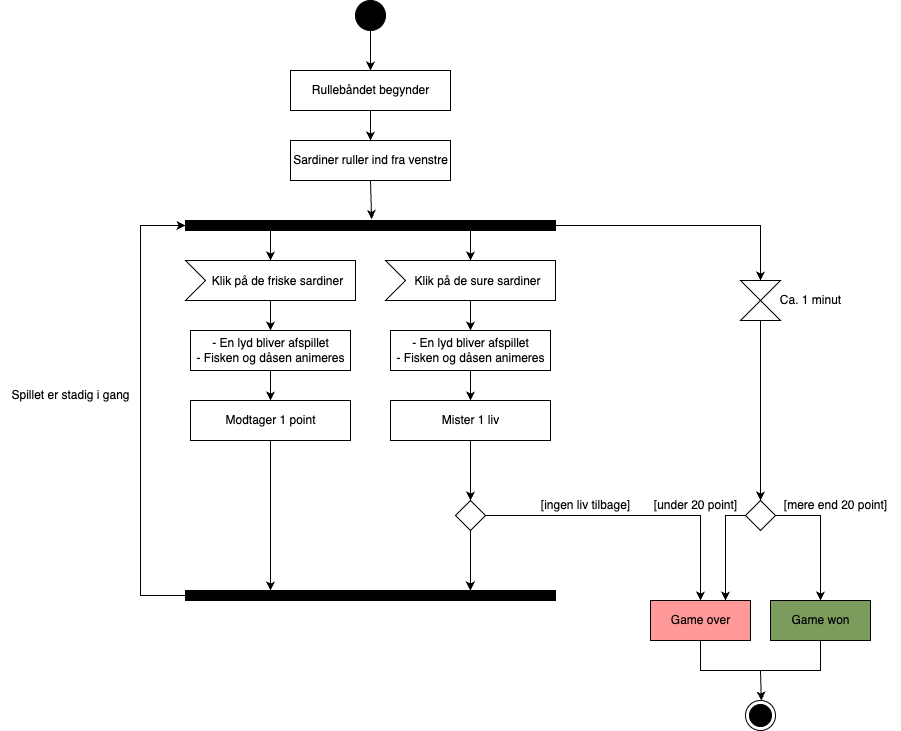 Rullebåndet begynder
Sardiner ruller ind fra venstre
Klik på de friske sardiner
Klik på de sure sardiner
Ca. 1 minut
- En lyd bliver afspillet
- Fisken og dåsen animeres
- En lyd bliver afspillet
- Fisken og dåsen animeres
Spillet er stadig i gang
Modtager 1 point
Mister 1 liv
[ingen liv tilbage]
[under 20 point]
[mere end 20 point]
Game over
Game won